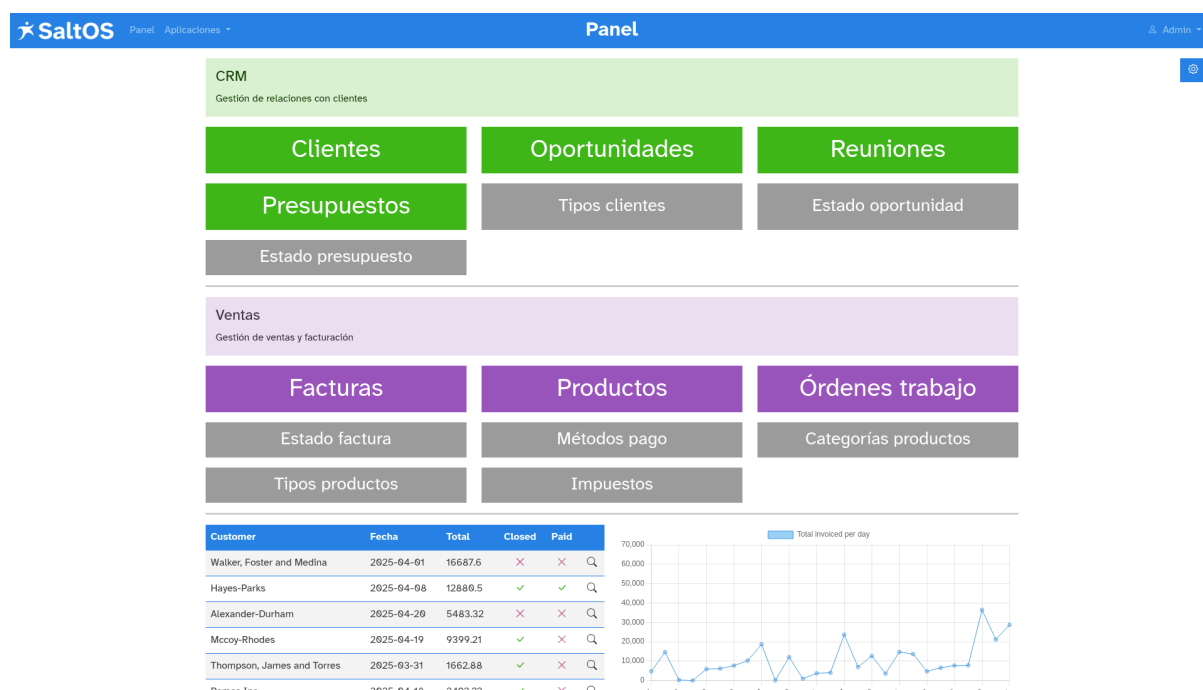 SaltOS Panel Aplicaciones Panel Admin
CRM
Gestión de relaciones con clientes
Clientes Oportunidades Reuniones
Presupuestos Tipos clientes Estado oportunidad
Estado presupuesto
Ventas
Gestión de ventas y facturación
Facturas Productos Órdenes trabajo
Estado factura Métodos pago Categorías productos
Tipos productos Impuestos
Customer Fecha Total Closed Paid
Walker, Foster and Medina 2025-04-01 16687.6
Hayes-Parks 2025-04-08 12880.5
Alexander-Durham 2025-04-20 5483.32
Mccoy-Rhodes 2025-04-19 9399.21
Thompson, James and Torres 2025-03-31 1662.88
Total invoiced per day
70,000
60,000
50,000
40,000
30,000
20,000
10,000
0